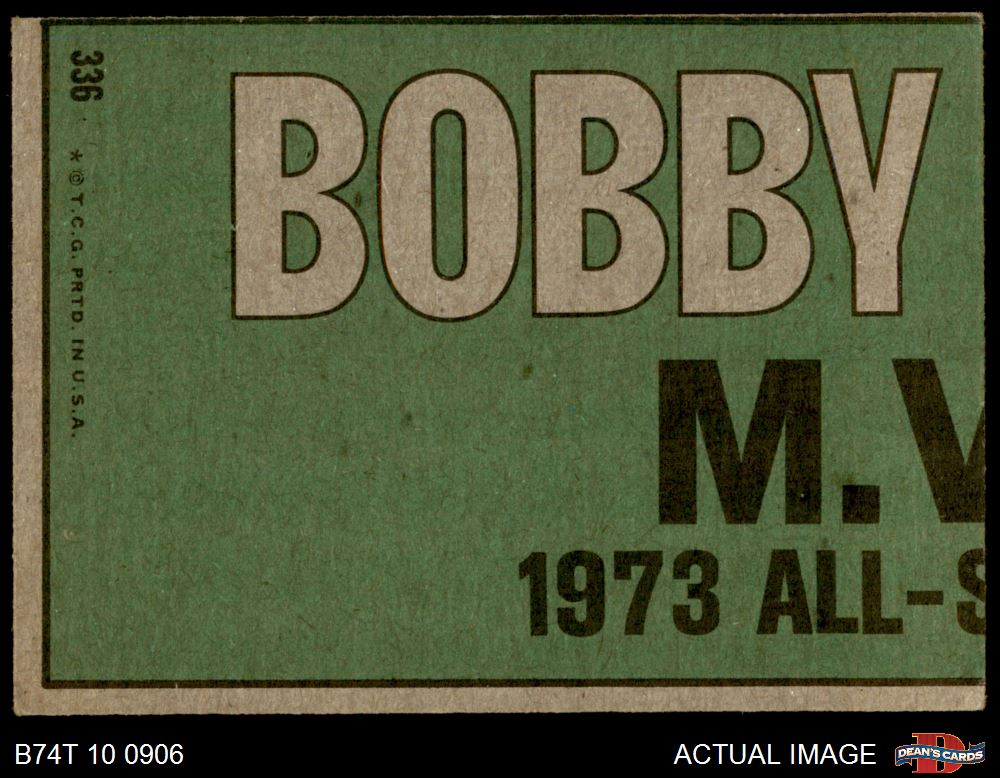 336
* © T.C.G. PRTD. IN U.S.A.
BOBBY
M.V
1973 ALL-S
B74T 10 0906
ACTUAL IMAGE
DEAN'S CARDS